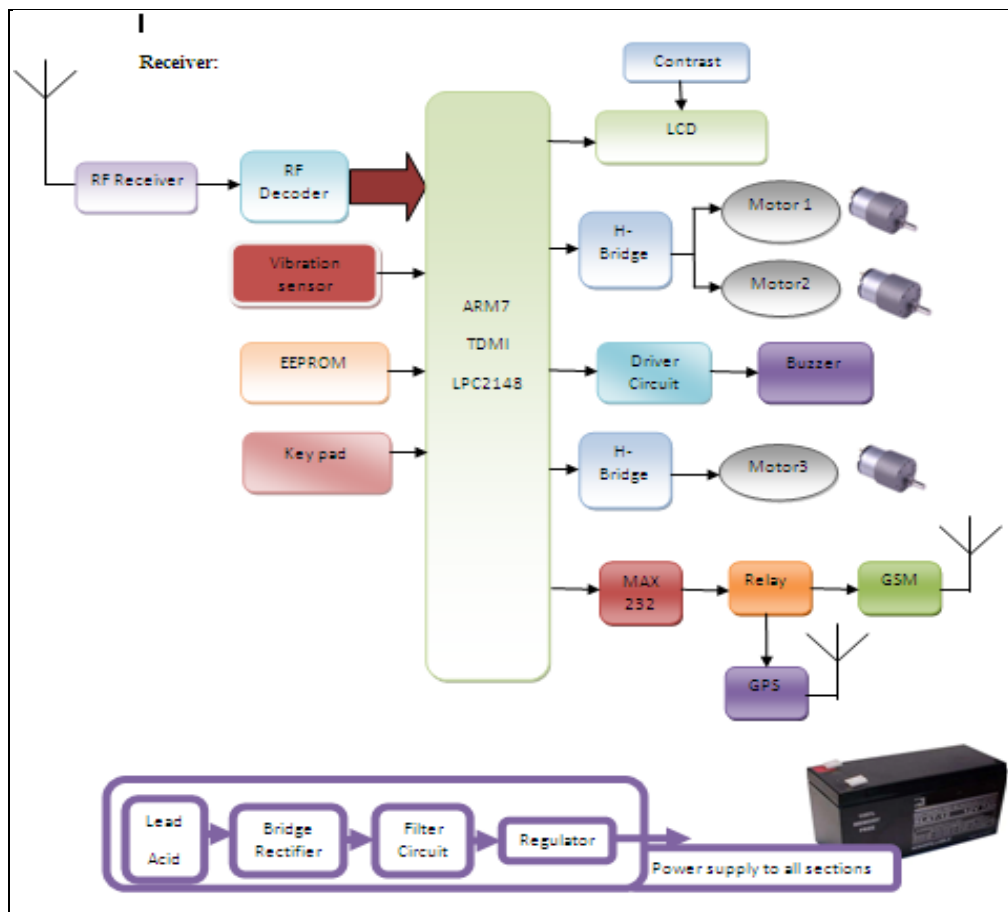 Receiver:
Contrast
LCD
RF Receiver
RF
Decoder
Vibration
sensor
EEPROM
Key pad
ARM7
TDMI
LPC2148
H-
Bridge
Motor 1
Motor2
Driver
Circuit
Buzzer
H-
Bridge
Motor3
MAX
232
Relay
GSM
GPS
Lead
Acid
Bridge
Rectifier
Filter
Circuit
Regulator
Power supply to all sections